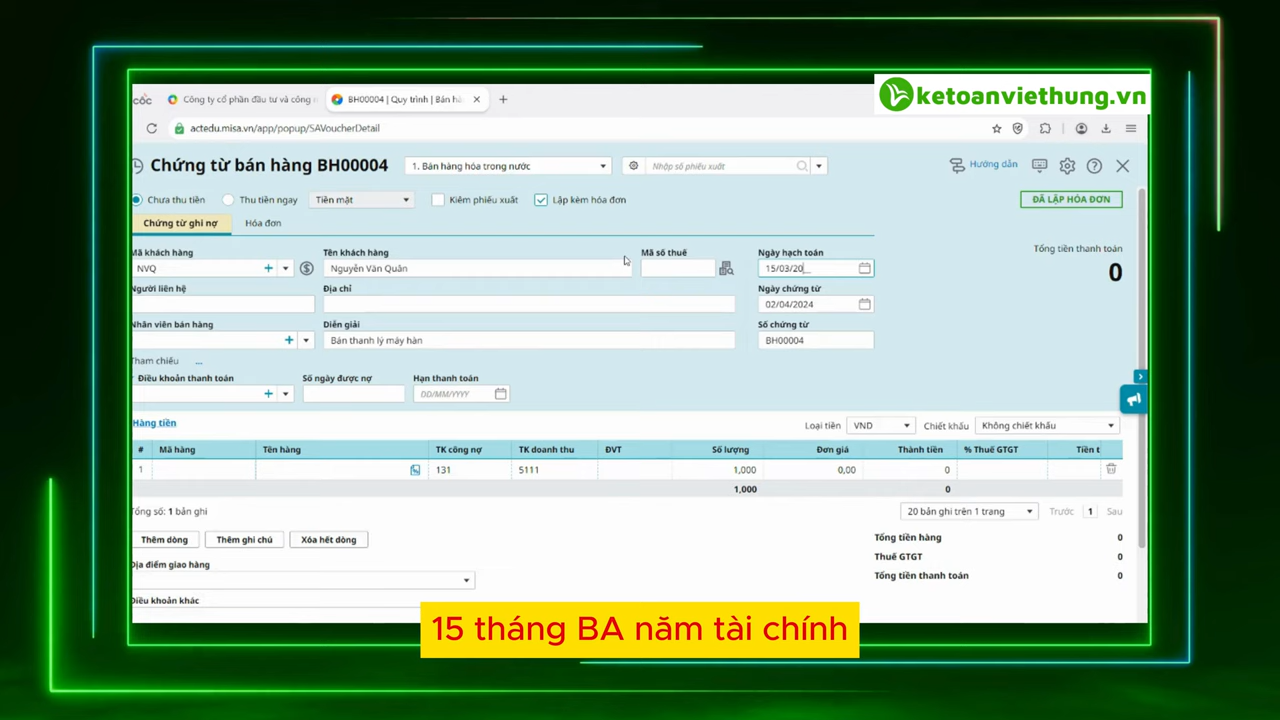 ketoanviethung.vn
cốc
Công ty cổ phần đầu tư và công n
BH00004 | Quy trình | Bán hà
actedu.misa.vn/app/popup/SAVoucherDetail
Chứng từ bán hàng BH00004
1. Bán hàng hóa trong nước
Nhập số phiếu xuất
Hướng dẫn
Chưa thu tiền
Thu tiền ngay
Tiền mặt
Kiêm phiếu xuất
Lập kèm hóa đơn
ĐÃ LẬP HÓA ĐƠN
Chứng từ ghi nợ
Hóa đơn
Mã khách hàng
Tên khách hàng
Mã số thuế
Ngày hạch toán
Tổng tiền thanh toán
NVQ
Nguyễn Văn Quân
15/03/20__
0
Người liên hệ
Địa chỉ
Ngày chứng từ
02/04/2024
Nhân viên bán hàng
Diễn giải
Số chứng từ
Bán thanh lý máy hàn
BH00004
Tham chiếu ...
Điều khoản thanh toán
Số ngày được nợ
Hạn thanh toán
DD/MM/YYYY
Hàng tiền
Loại tiền
VND
Chiết khấu
Không chiết khấu
# Mã hàng Tên hàng TK công nợ TK doanh thu ĐVT Số lượng Đơn giá Thành tiền % Thuế GTGT Tiền t
1 131 5111 1,000 0,00 0
1,000 0
Tổng số: 1 bản ghi
20 bản ghi trên 1 trang
Trước 1 Sau
Thêm dòng
Thêm ghi chú
Xóa hết dòng
Tổng tiền hàng 0
Thuế GTGT 0
Tổng tiền thanh toán 0
Địa điểm giao hàng
Điều khoản khác
15 tháng BA năm tài chính